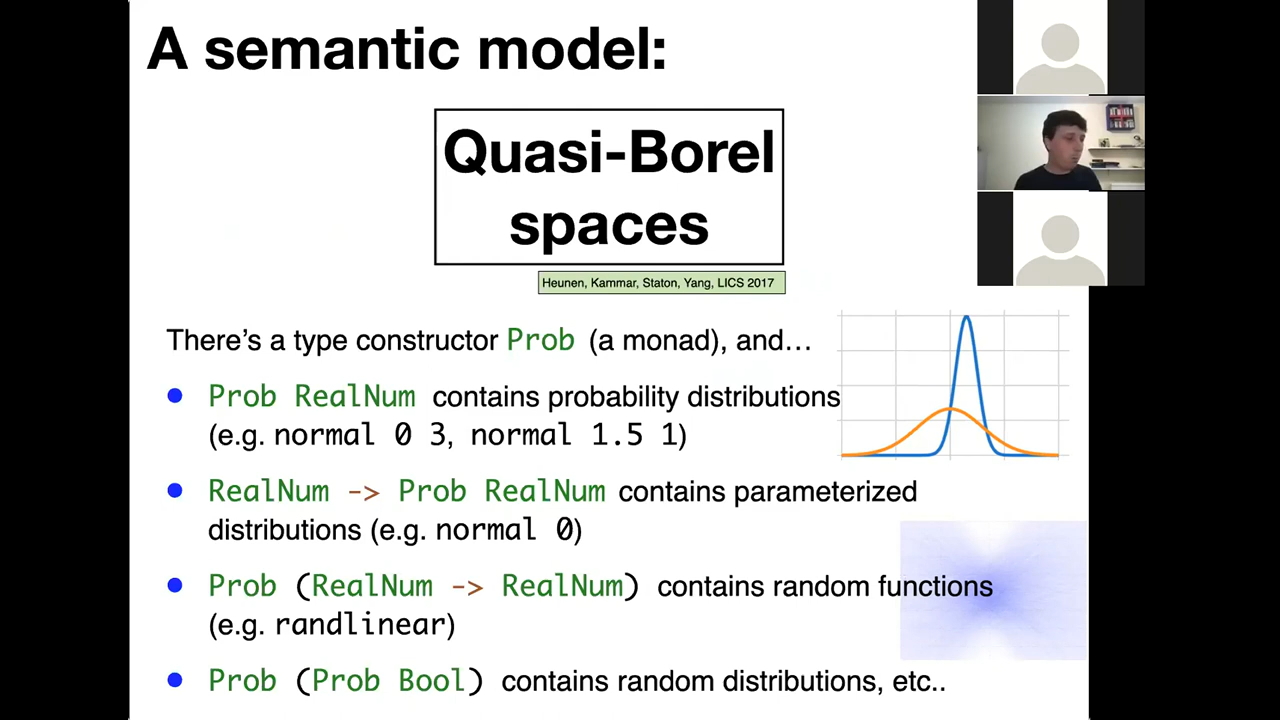 A semantic model:
Quasi-Borel
spaces
Heunen, Kammar, Staton, Yang, LICS 2017
There's a type constructor Prob (a monad), and…
Prob RealNum contains probability distributions
(e.g. normal 0 3, normal 1.5 1)
RealNum -> Prob RealNum contains parameterized
distributions (e.g. normal 0)
Prob (RealNum -> RealNum) contains random functions
(e.g. randlinear)
Prob (Prob Bool) contains random distributions, etc..